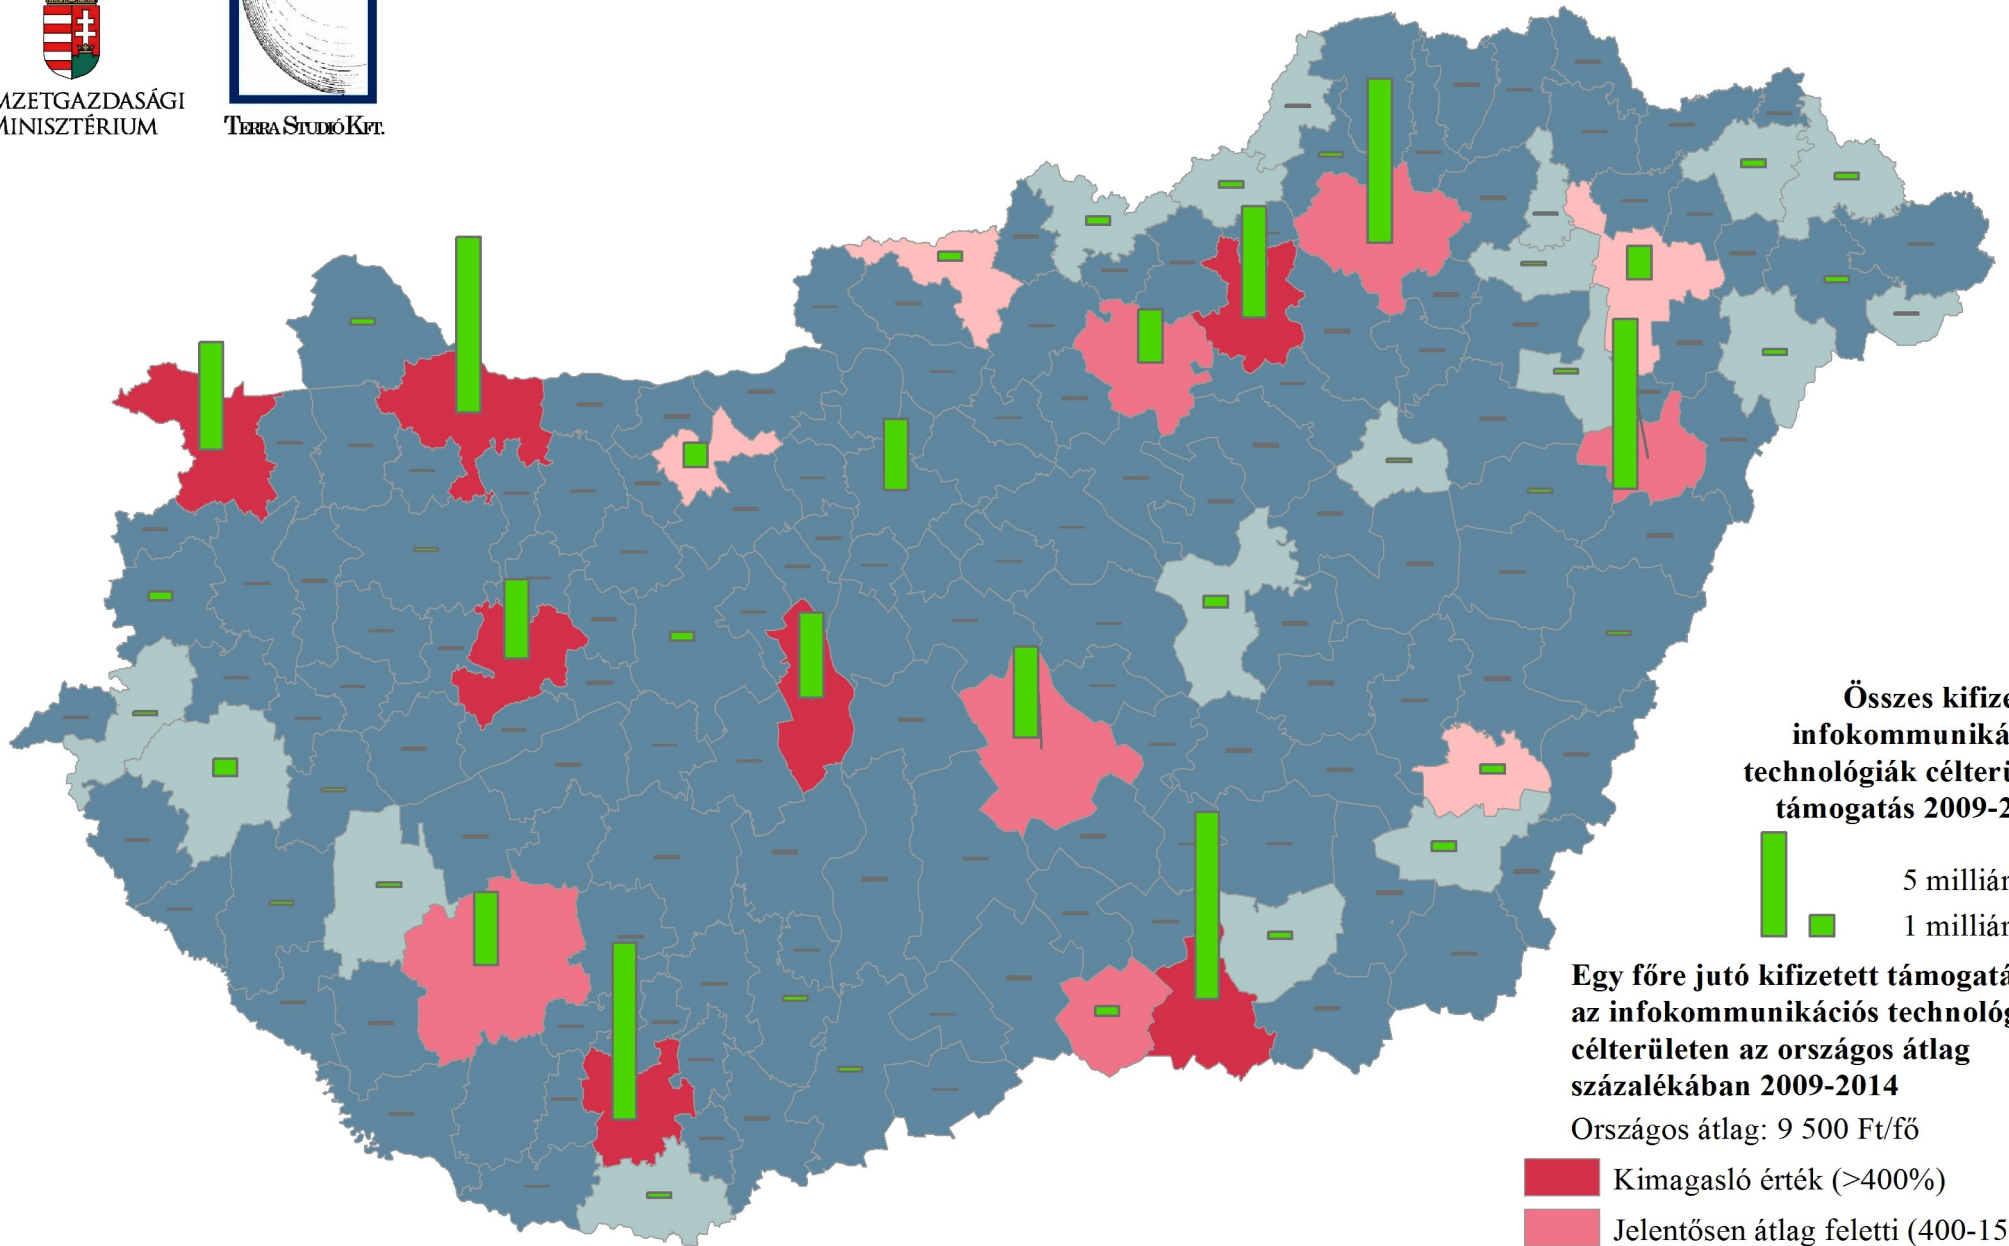 MZETGAZDASÁGI
MINISZTÉRIUM
TERRA STUDIÓ KFT.
Összes kifize
infokommuniká
technológiák célterü
támogatás 2009-2
5 milliár
1 milliár
Egy főre jutó kifizetett támogatá
az infokommunikációs technológ
célterületen az országos átlag
százalékában 2009-2014
Országos átlag: 9 500 Ft/fő
Kimagasló érték (>400%)
Jelentősen átlag feletti (400-15